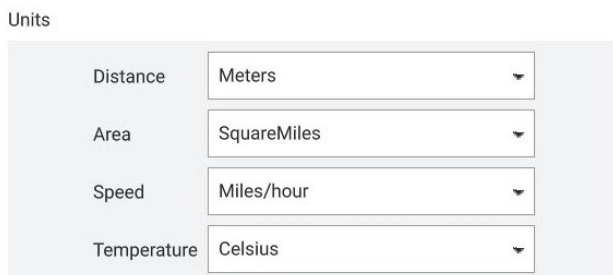 Units
Distance Meters
Area SquareMiles
Speed Miles/hour
Temperature Celsius